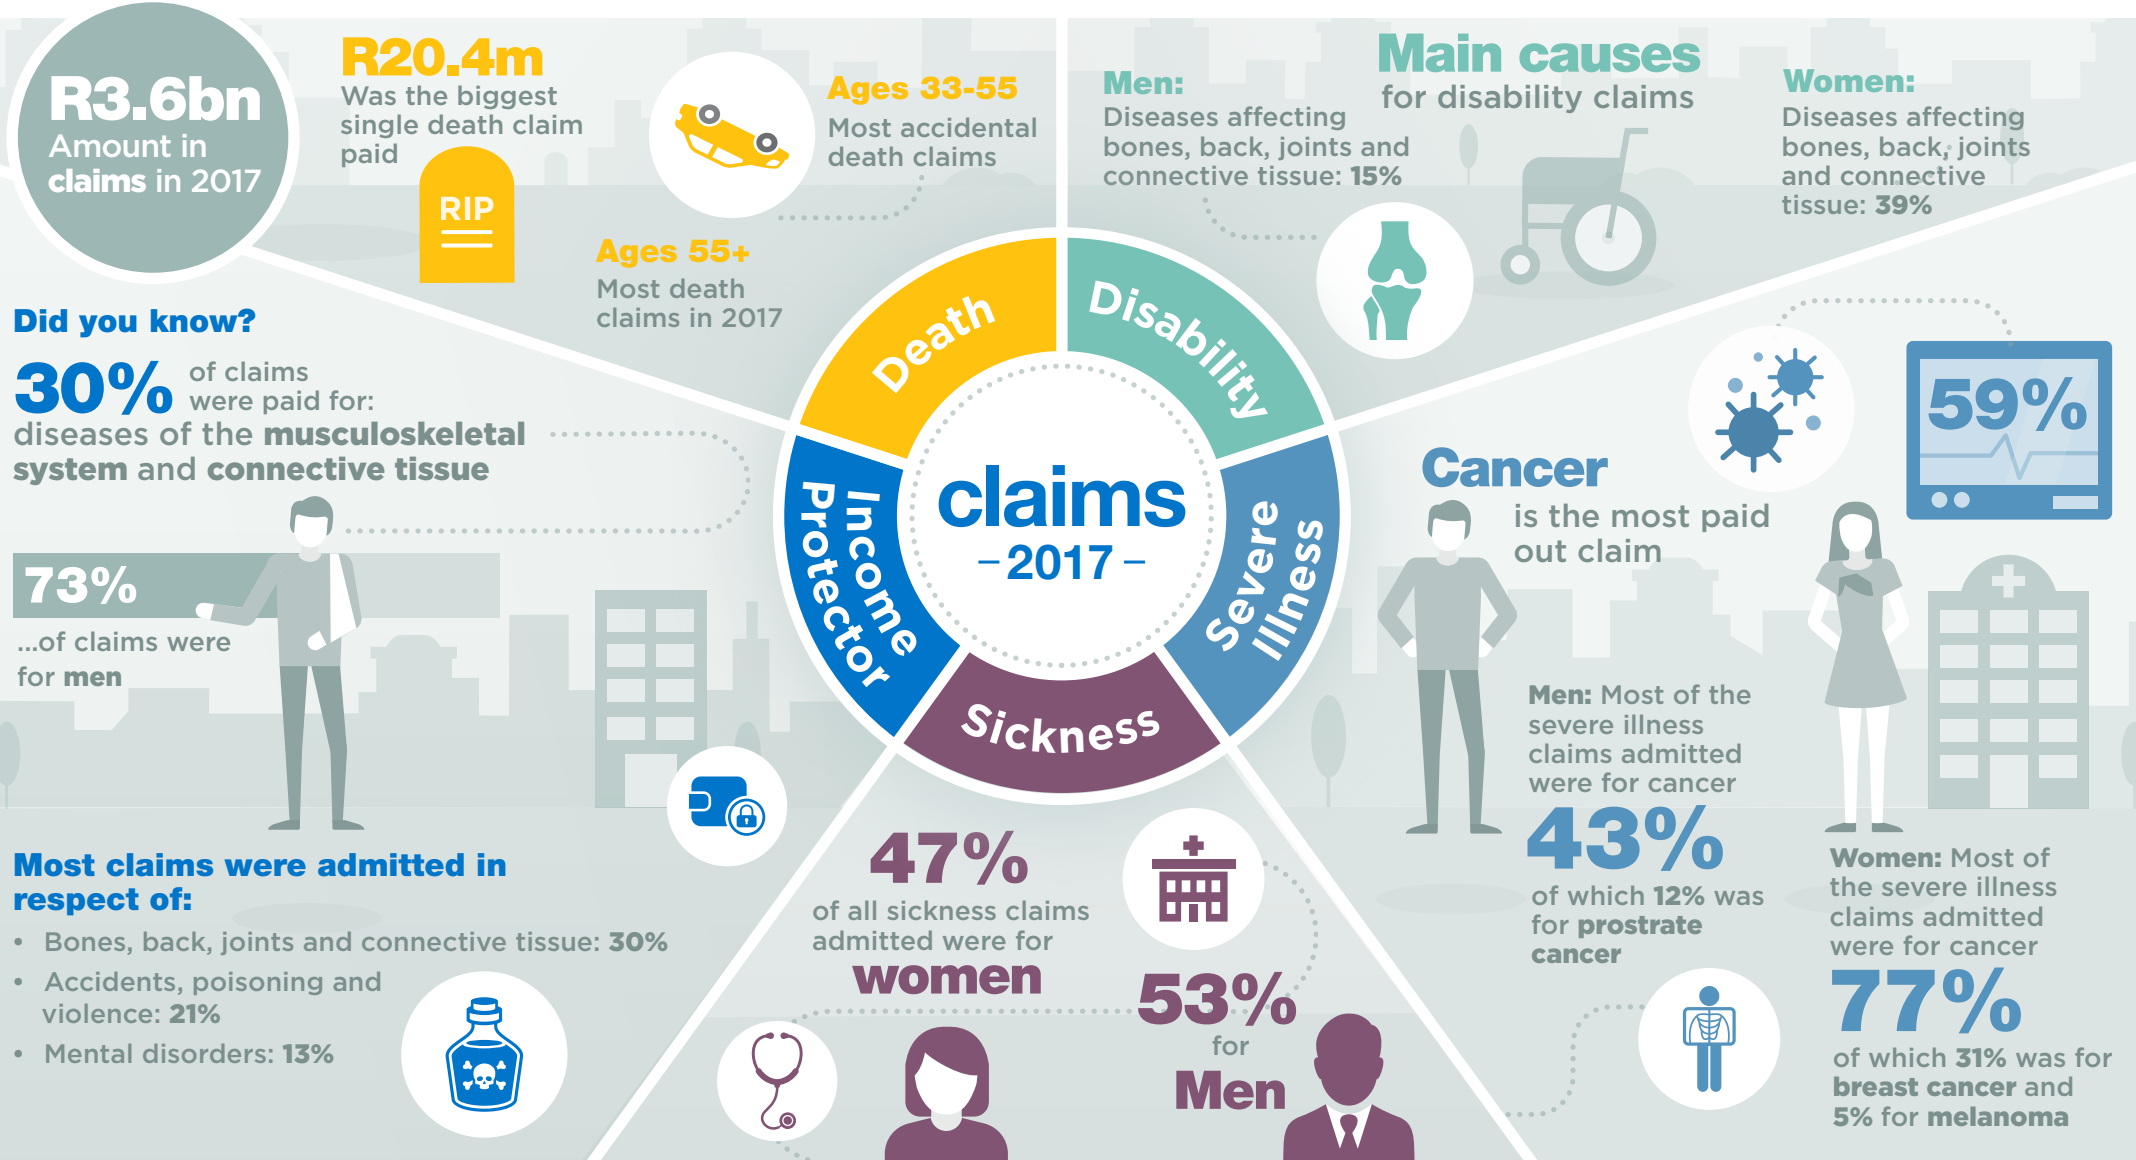 R3.6bn
Amount in
claims in 2017
R20.4m
Was the biggest
single death claim
paid
RIP
Ages 33-55
Most accidental
death claims
Ages 55+
Most death
claims in 2017
Main causes
for disability claims
Men:
Diseases affecting
bones, back, joints and
connective tissue: 15%
Women:
Diseases affecting
bones, back, joints
and connective
tissue: 39%
Did you know?
30% of claims
were paid for:
diseases of the musculoskeletal
system and connective tissue
73%
...of claims were
for men
Most claims were admitted in
respect of:
• Bones, back, joints and connective tissue: 30%
• Accidents, poisoning and
violence: 21%
• Mental disorders: 13%
Death
Disability
Severe
Illness
Sickness
Income
Protector
claims
– 2017 –
47%
of all sickness claims
admitted were for
women
53%
for
Men
59%
Cancer
is the most paid
out claim
Men: Most of the
severe illness
claims admitted
were for cancer
43%
of which 12% was
for prostrate
cancer
Women: Most of
the severe illness
claims admitted
were for cancer
77%
of which 31% was for
breast cancer and
5% for melanoma